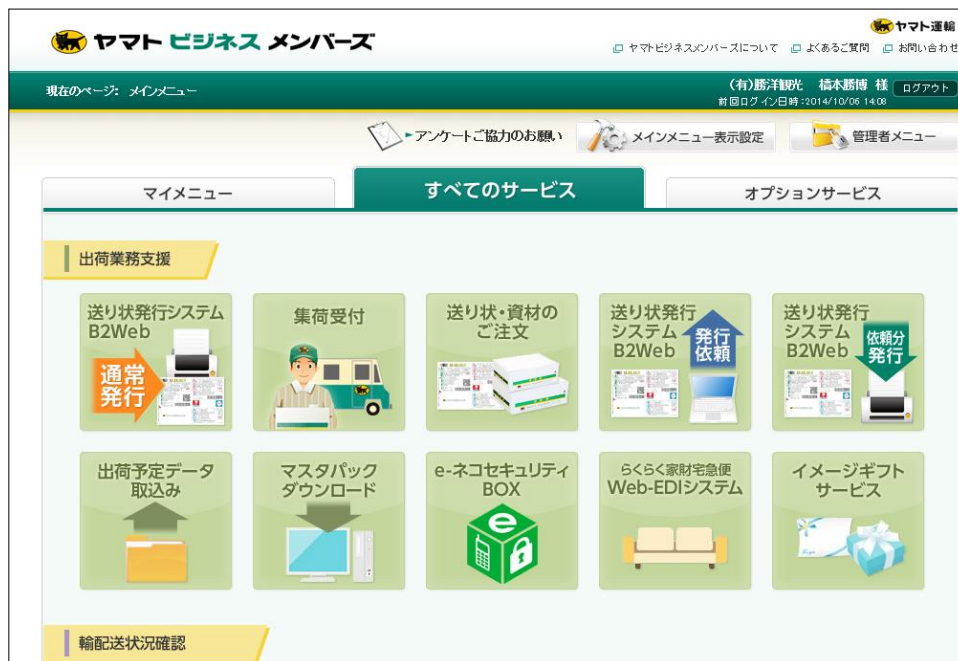 ヤマト ビジネス メンバーズ
ヤマト運輸
ヤマトビジネスメンバーズについて よくあるご質問 お問い合わせ
現在のページ: メインメニュー
(有)勝洋観光 橋本勝博 様 ログアウト
前回ログイン日時:2014/10/06 14:08
アンケートご協力のお願い メインメニュー表示設定 管理者メニュー
マイメニュー すべてのサービス オプションサービス
出荷業務支援
送り状発行システム
B2Web
通常
発行
集荷受付
送り状・資材の
ご注文
送り状発行
システム
B2Web
発行
依頼
送り状発行
システム
B2Web
依頼分
発行
出荷予定データ
取込み
マスタパック
ダウンロード
e-ネコセキュリティ
BOX
e
らくらく家財宅急便
Web-EDIシステム
イメージギフト
サービス
輸配送状況確認